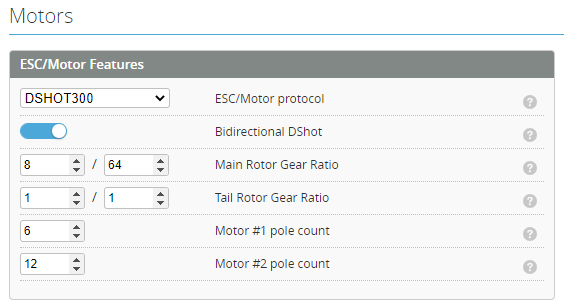 Motors
ESC/Motor Features
DSHOT300 ESC/Motor protocol ?
Bidirectional DShot ?
8 / 64 Main Rotor Gear Ratio ?
1 / 1 Tail Rotor Gear Ratio ?
6 Motor #1 pole count ?
12 Motor #2 pole count ?